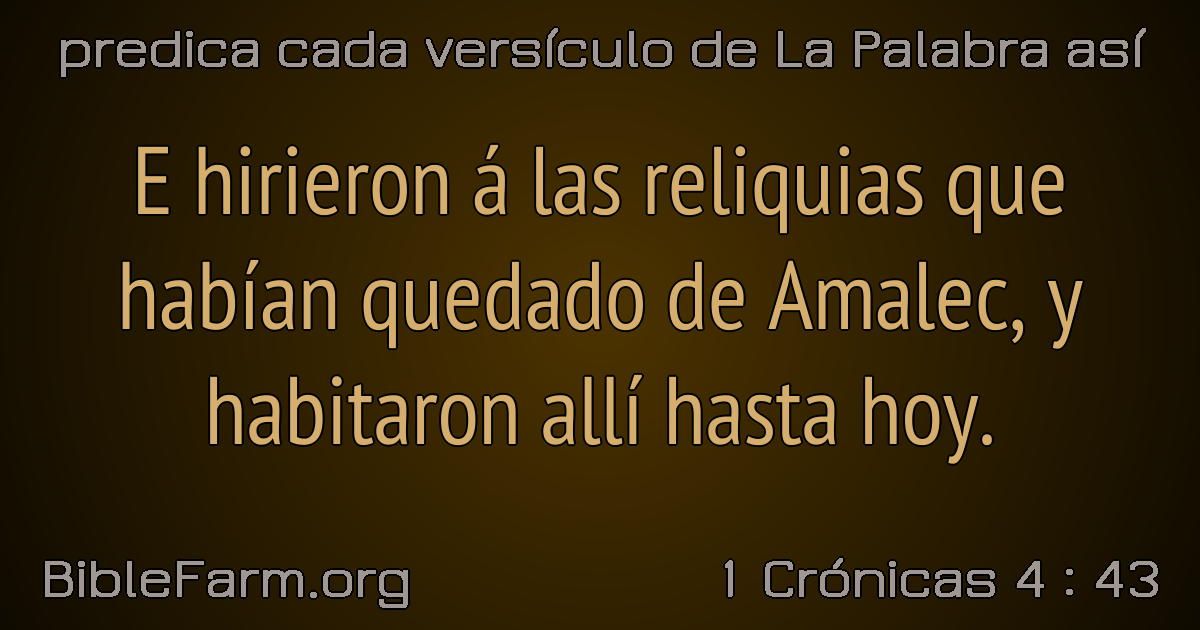 predica cada versículo de La Palabra así
E hirieron á las reliquias que
habían quedado de Amalec, y
habitaron allí hasta hoy.
BibleFarm.org
1 Crónicas 4 : 43